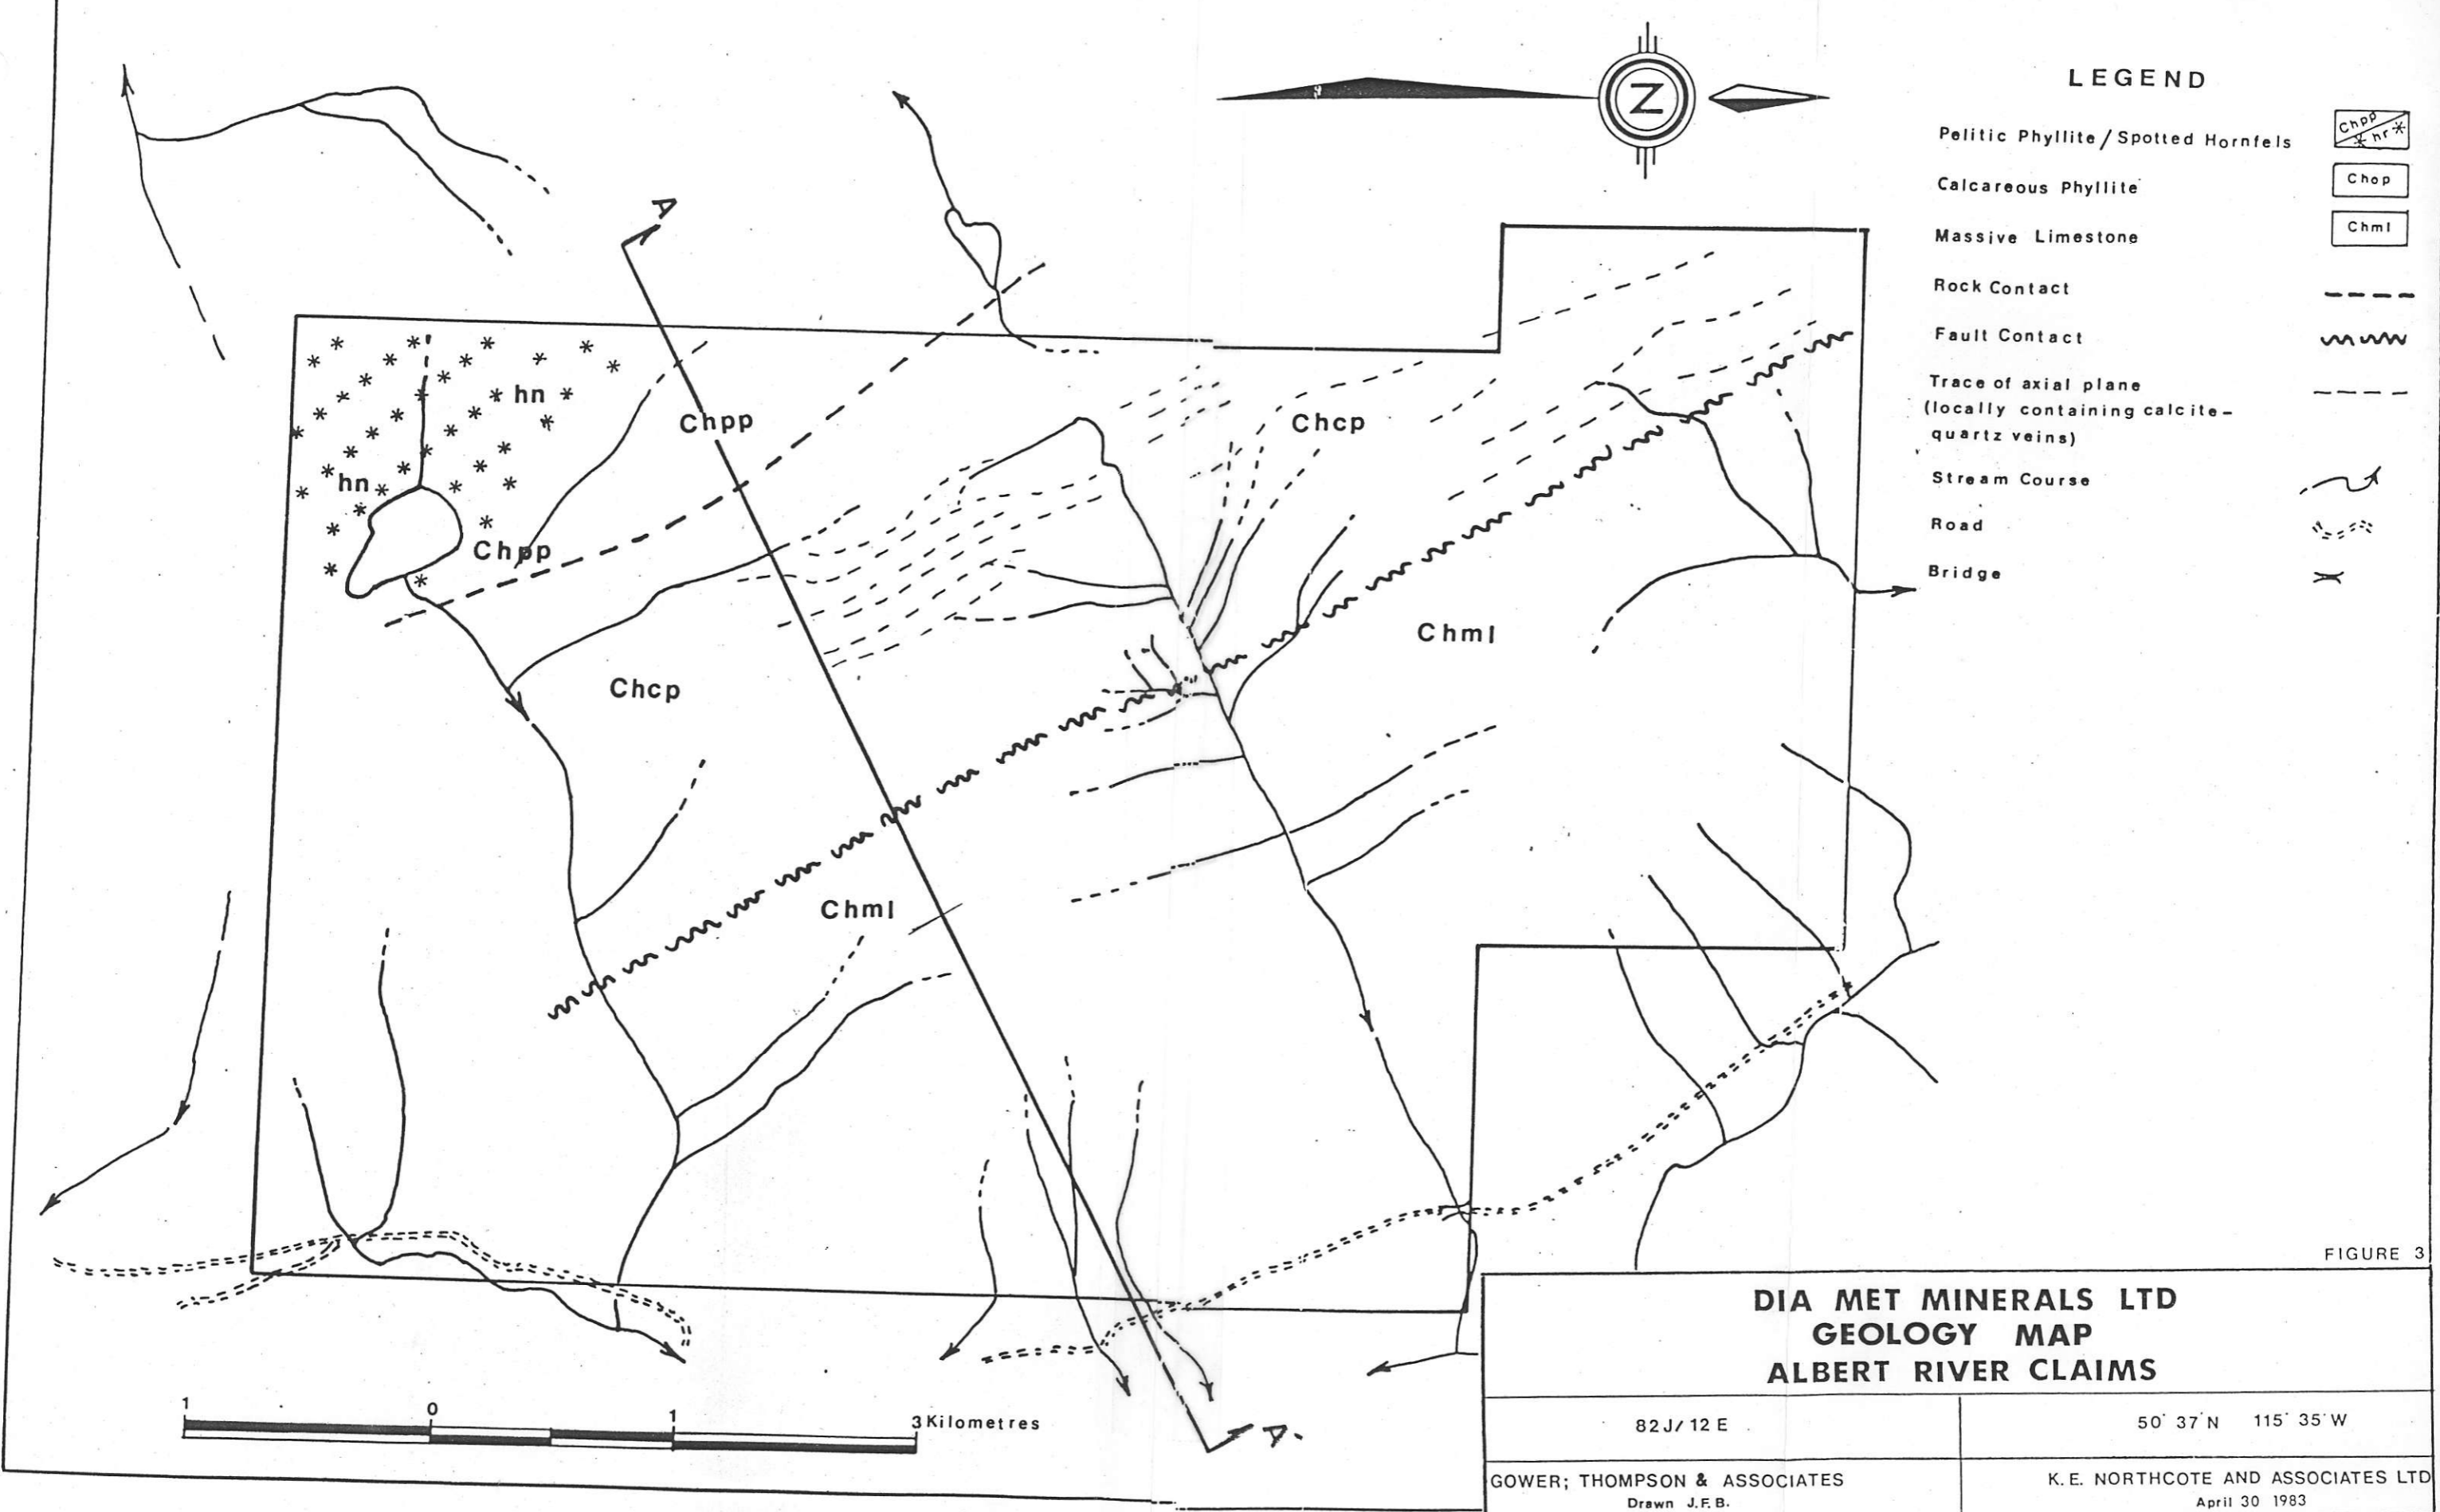 Z
LEGEND
Pelitic Phyllite/Spotted Hornfels
Chpp
* hr *
Calcareous Phyllite
Chop
Massive Limestone
Chml
Rock Contact
Fault Contact
Trace of axial plane
(locally containing calcite-
quartz veins)
Stream Course
Road
Bridge
A
hn
Chpp
Chcp
hn
Chpp
Chml
Chcp
Chml
A'
1 0 1 3 Kilometres
FIGURE 3
DIA MET MINERALS LTD
GEOLOGY MAP
ALBERT RIVER CLAIMS
82J/12 E
50° 37' N 115° 35' W
GOWER; THOMPSON & ASSOCIATES
Drawn J.F.B.
K.E. NORTHCOTE AND ASSOCIATES LTD
April 30 1983